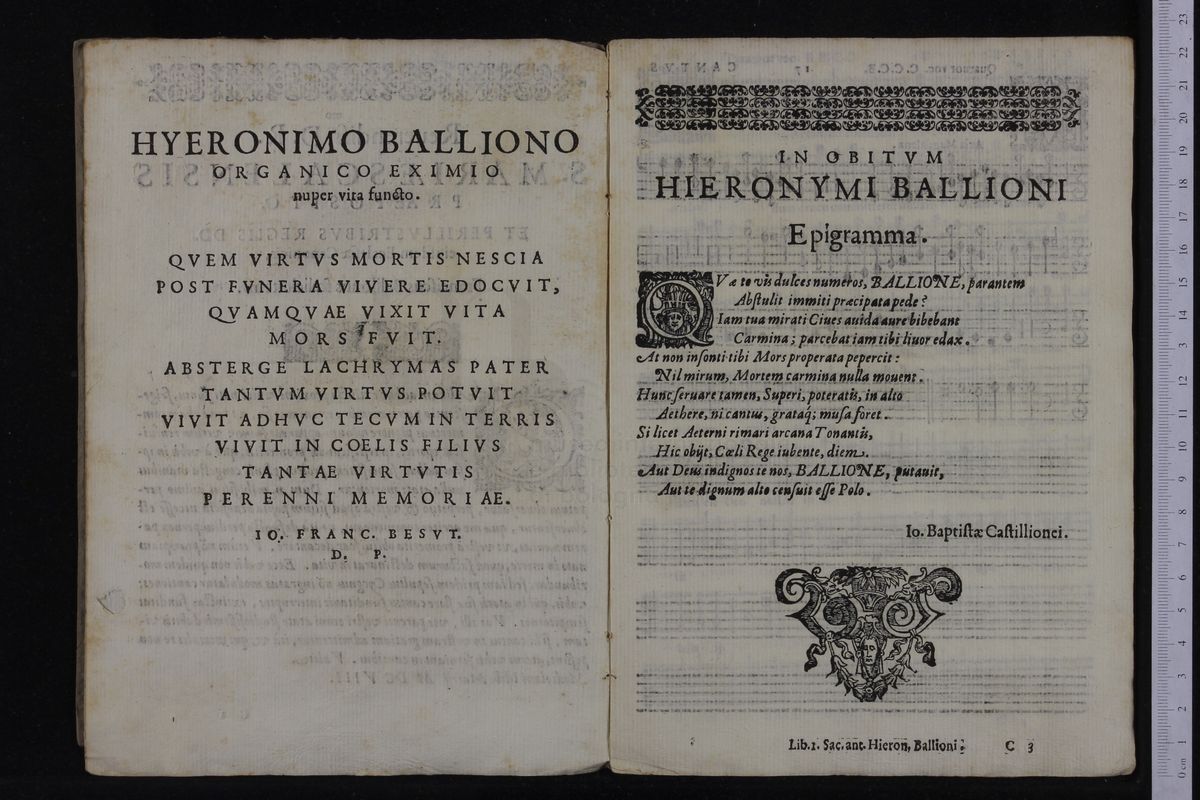 HYERONIMO BALLIONO
ORGANICO EXIMIO
nuper vita functo.
QVEM VIRTVS MORTIS NESCIA
POST FVNERA VIVERE EDOCVIT,
QVAMQVAE VIXIT VITA
MORS FVIT.
ABSTERGE LACHRYMAS PATER
TANTVM VIRTVS POTVIT
VIVIT ADHVC TECVM IN TERRIS
VIVIT IN COELIS FILIVS
TANTAE VIRTVTIS
PERENNI MEMORIAE.
IO. FRANC. BESVT.
D. P.
IN OBITVM
HIERONYMI BALLIONI
Epigramma.
QVæ te vis dulces numeros, BALLIONE, parantem
Abſtulit immiti præcipata pede?
Iam tua mirati Ciues auida aure bibebant
Carmina; parcebat iam tibi liuor edax.
At non inſonti tibi Mors properata pepercit:
Nil mirum, Mortem carmina nulla mouent.
Hunc ſeruare tamen, Superi, poteratis, in alto
Aethere, ni cantus, grataq́; muſa foret.
Si licet Aeterni rimari arcana Tonantis,
Hic obijt, Cœli Rege iubente, diem.
Aut Deus indignos te nos, BALLIONE, putauit,
Aut te dignum alto cenſuit eſſe Polo.
Io. Baptiſtæ Caſtillionei.
Lib. 1. Sac. ant. Hieron, Ballioni: C 3